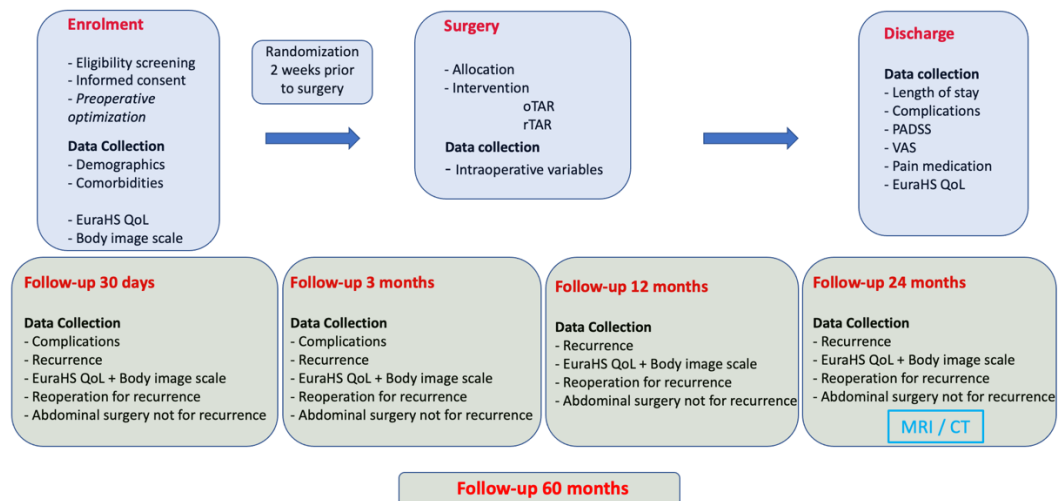 Enrolment
- Eligibility screening
- Informed consent
- Preoperative
optimization
Data Collection
- Demographics
- Comorbidities
- EuraHS QoL
- Body image scale
Randomization
2 weeks prior
to surgery
Surgery
- Allocation
- Intervention
oTAR
rTAR
Data collection
- Intraoperative variables
Discharge
Data collection
- Length of stay
- Complications
- PADSS
- VAS
- Pain medication
- EuraHS QoL
Follow-up 30 days
Data Collection
- Complications
- Recurrence
- EuraHS QoL + Body image scale
- Reoperation for recurrence
- Abdominal surgery not for recurrence
Follow-up 3 months
Data Collection
- Complications
- Recurrence
- EuraHS QoL + Body image scale
- Reoperation for recurrence
- Abdominal surgery not for recurrence
Follow-up 12 months
Data Collection
- Recurrence
- EuraHS QoL + Body image scale
- Reoperation for recurrence
- Abdominal surgery not for recurrence
Follow-up 24 months
Data Collection
- Recurrence
- EuraHS QoL + Body image scale
- Reoperation for recurrence
- Abdominal surgery not for recurrence
MRI / CT
Follow-up 60 months